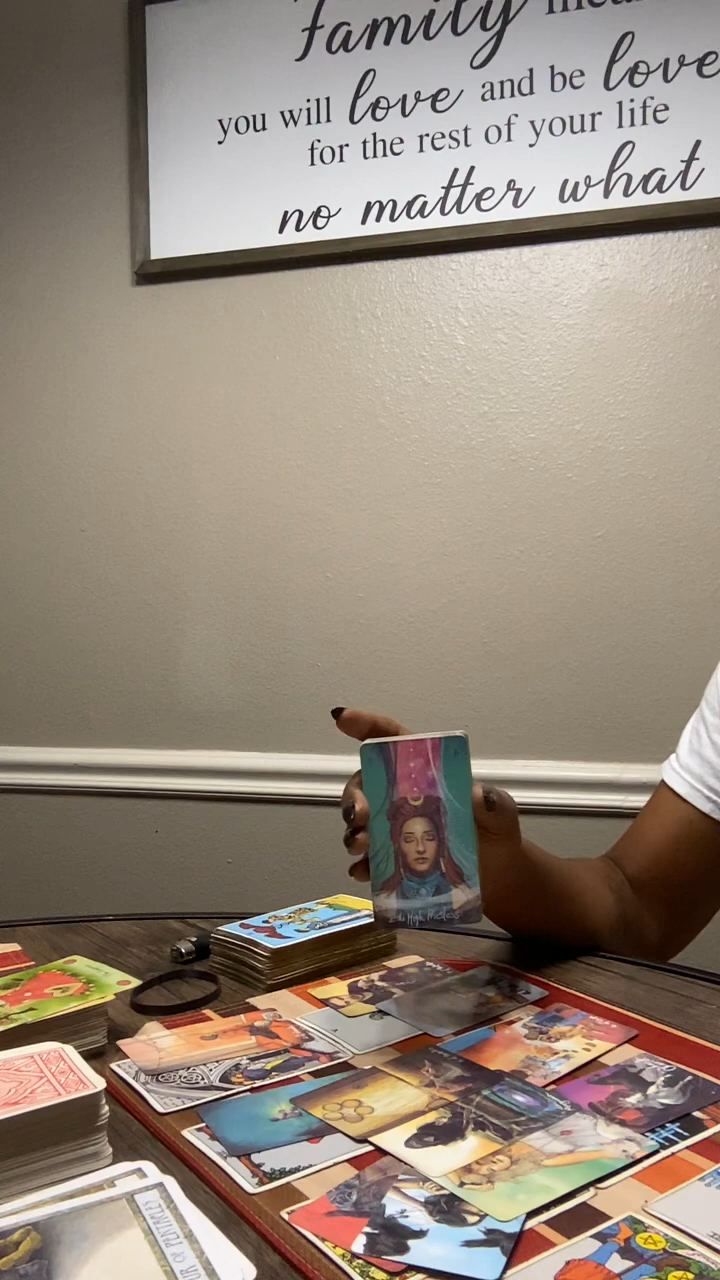 family
you will love and be love
for the rest of your life
no matter what
the High Priestess
OF PENTACLES